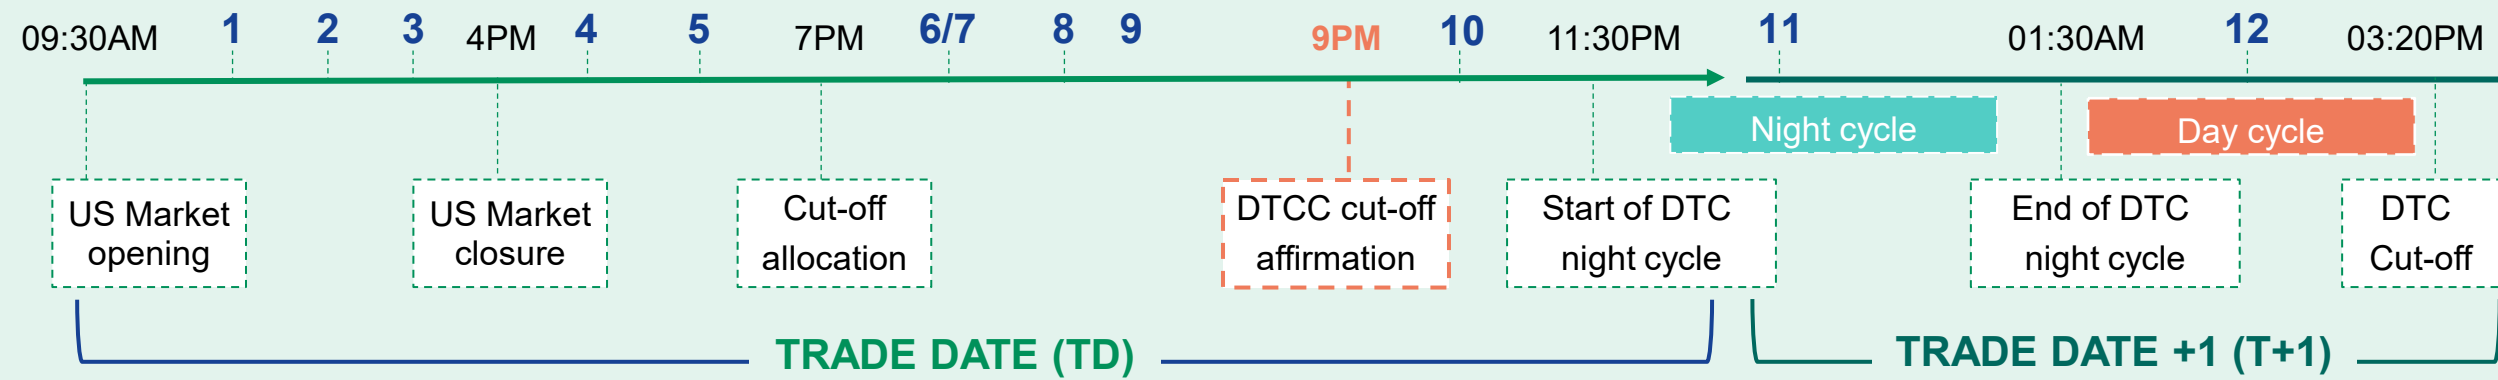 09:30AM 1 2 3 4PM 4 5 7PM 6/7 8 9 9PM 10 11:30PM 11 01:30AM 12 03:20PM
Night cycle
Day cycle
US Market
opening
US Market
closure
Cut-off
allocation
DTCC cut-off
affirmation
Start of DTC
night cycle
End of DTC
night cycle
DTC
Cut-off
TRADE DATE (TD)
TRADE DATE +1 (T+1)